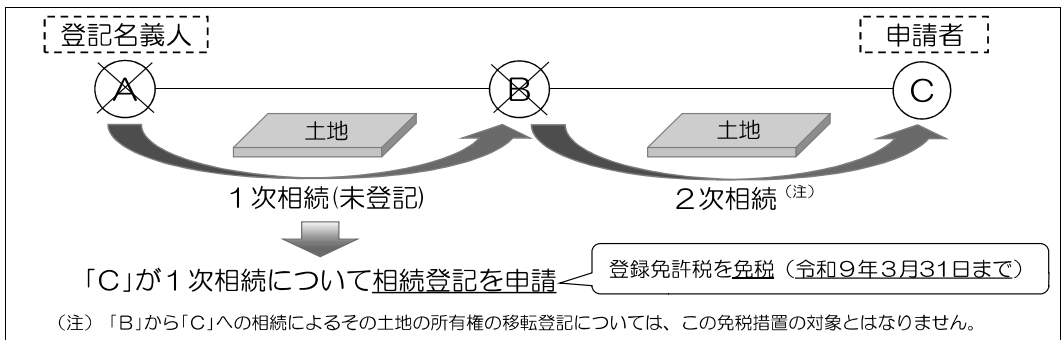 登記名義人
申請者
A
B
C
土地
土地
1次相続(未登記)
2次相続(注)
「C」が1次相続について相続登記を申請
登録免許税を免税(令和9年3月31日まで)
(注)「B」から「C」への相続によるその土地の所有権の移転登記については、この免税措置の対象とはなりません。